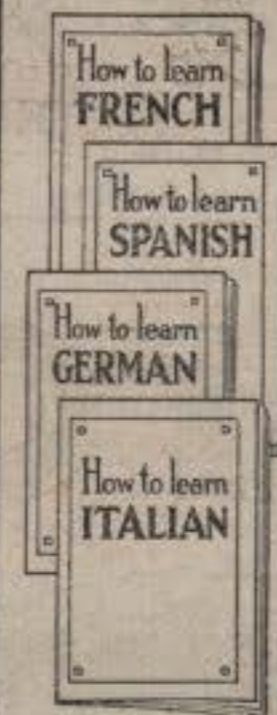 How to learn
FRENCH
How to learn
SPANISH
How to learn
GERMAN
How to learn
ITALIAN